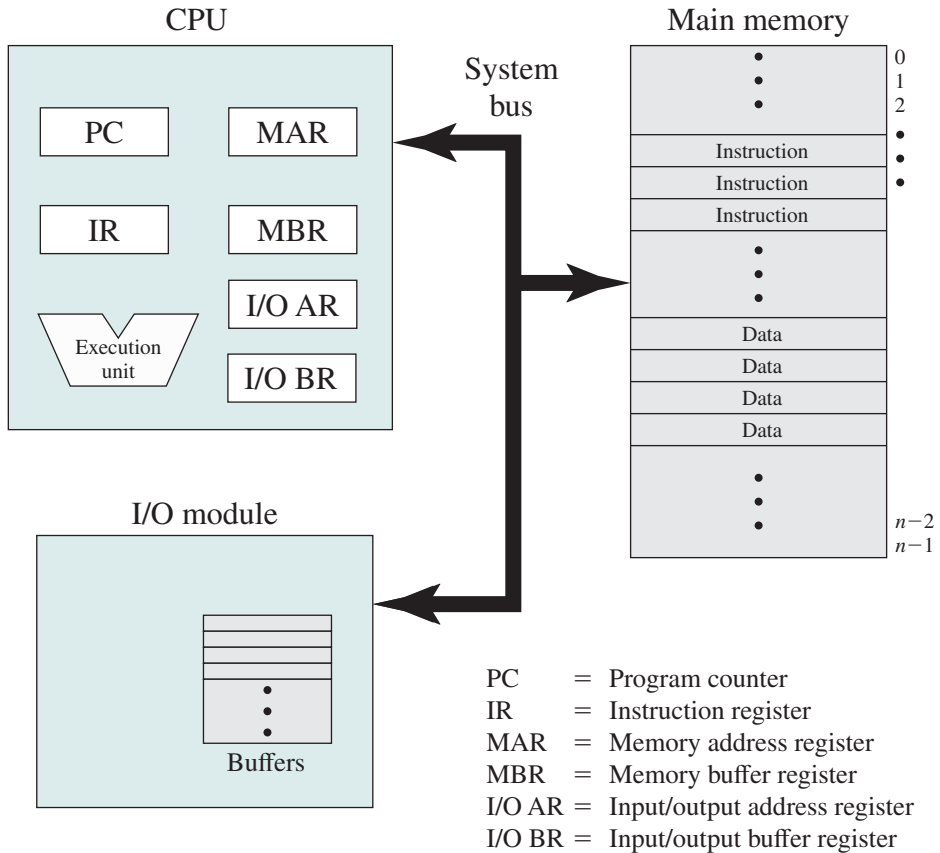 CPU
PC
MAR
IR
MBR
I/O AR
Execution
unit
I/O BR
System
bus
Main memory
0
1
2
Instruction
Instruction
Instruction
Data
Data
Data
Data
n−2
n−1
I/O module
Buffers
PC = Program counter
IR = Instruction register
MAR = Memory address register
MBR = Memory buffer register
I/O AR = Input/output address register
I/O BR = Input/output buffer register